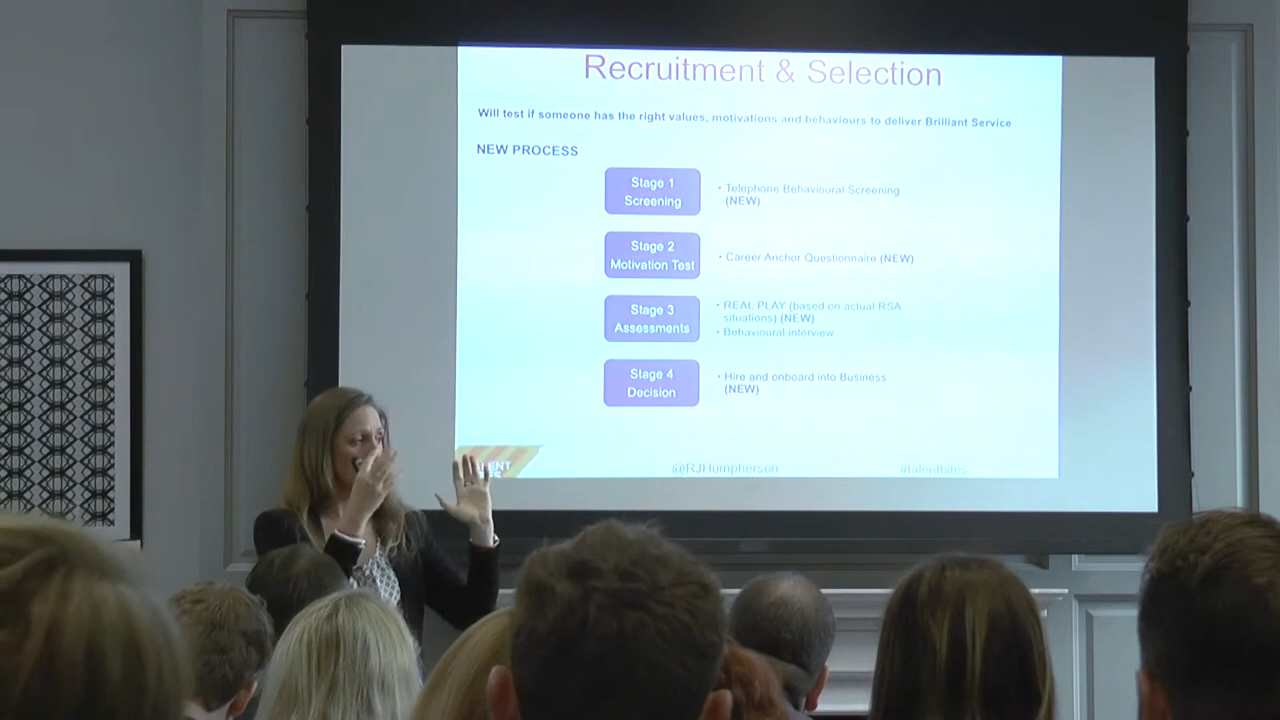 Recruitment & Selection
Will test if someone has the right values, motivations and behaviours to deliver Brilliant Service
NEW PROCESS
Stage 1
Screening
• Telephone Behavioural Screening
(NEW)
Stage 2
Motivation Test
• Career Anchor Questionnaire (NEW)
Stage 3
Assessments
• REAL PLAY (based on actual RSA
situations) (NEW)
• Behavioural interview
Stage 4
Decision
• Hire and onboard into Business
(NEW)
@RJHumpherson
#talentbites